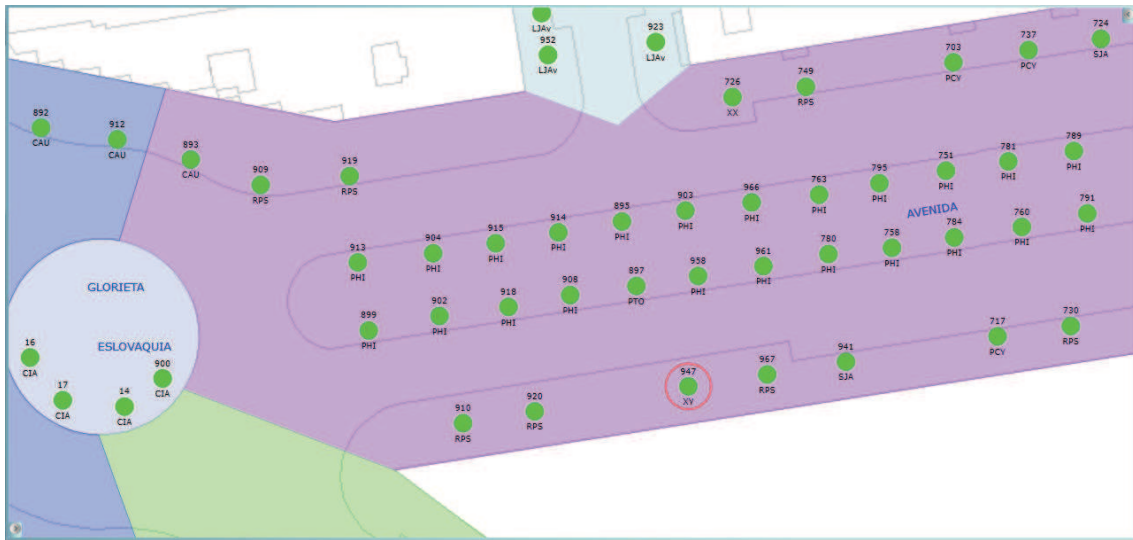 LJAv
952
LJAv
923
LJAv
724
SJA
737
PCY
703
PCY
749
RPS
726
XX
892
CAU
912
CAU
893
CAU
909
RPS
919
RPS
789
PHI
781
PHI
751
PHI
795
PHI
763
PHI
966
PHI
903
PHI
895
PHI
914
PHI
915
PHI
904
PHI
913
PHI
AVENIDA
791
PHI
760
PHI
784
PHI
758
PHI
780
PHI
961
PHI
958
PHI
897
PTO
908
PHI
918
PHI
902
PHI
899
PHI
GLORIETA
ESLOVAQUIA
16
CIA
17
CIA
14
CIA
900
CIA
730
RPS
717
PCY
941
SJA
967
RPS
947
XY
920
RPS
910
RPS